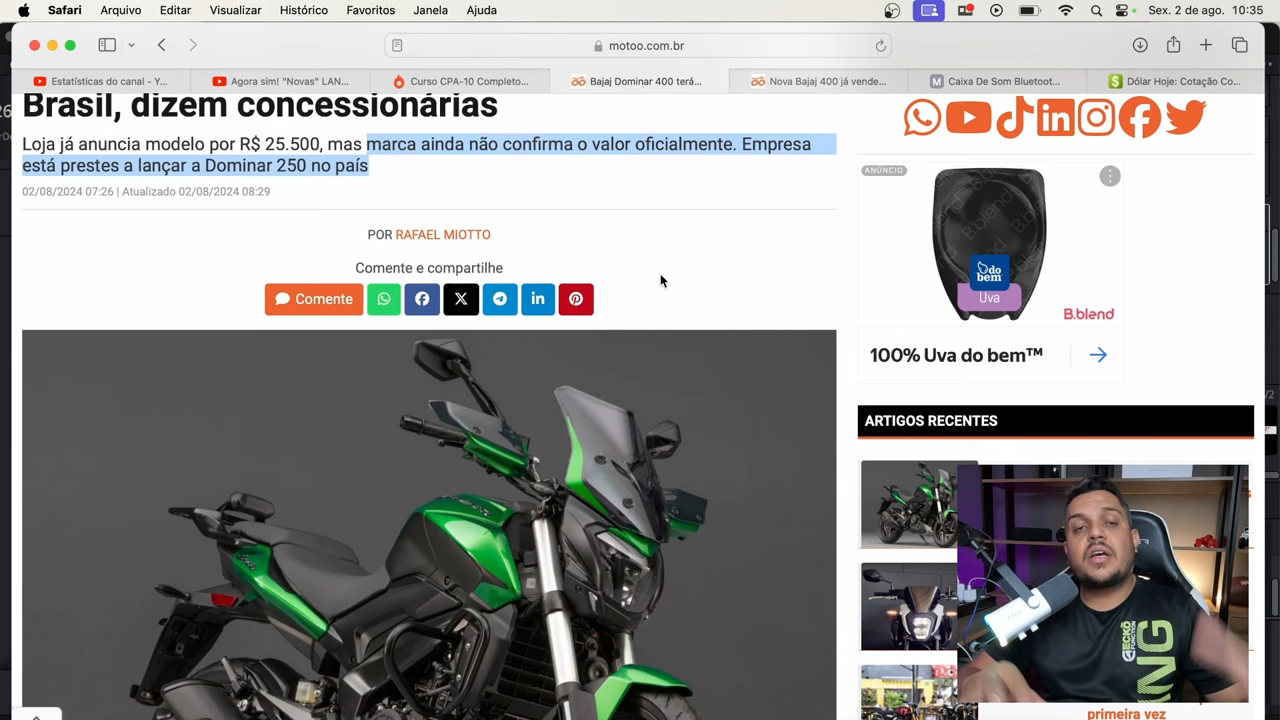 Safari Arquivo Editar Visualizar Histórico Favoritos Janela Ajuda
Sex. 2 de ago. 10:35
motoo.com.br
Estatísticas do canal - Y...
Agora sim! "Novas" LAN...
Curso CPA-10 Completo...
Bajaj Dominar 400 terá...
Nova Bajaj 400 já vende...
Caixa De Som Bluetoot...
Dólar Hoje: Cotação Co...
Brasil, dizem concessionárias
Loja já anuncia modelo por R$ 25.500, mas marca ainda não confirma o valor oficialmente. Empresa
está prestes a lançar a Dominar 250 no país
02/08/2024 07:26 | Atualizado 02/08/2024 08:29
POR RAFAEL MIOTTO
Comente e compartilhe
Comente
ANÚNCIO
B.blend
do
bem
Uva
B.blend
100% Uva do bem™
ARTIGOS RECENTES
GECKO
FUNCTION
primeira vez